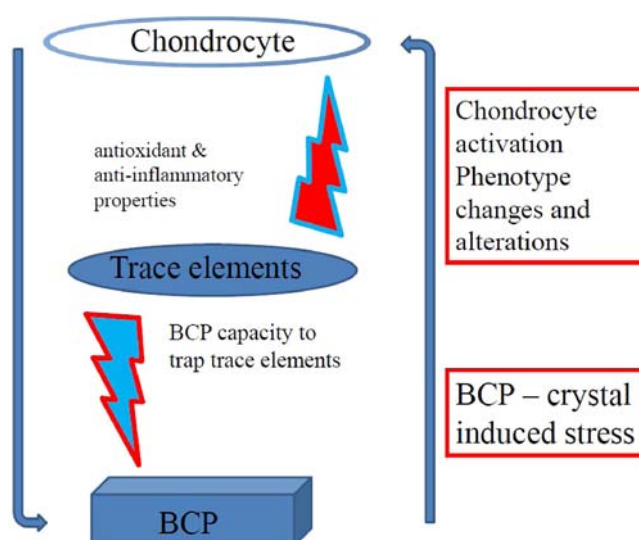 Chondrocyte
antioxidant &
anti-inflammatory
properties
Chondrocyte
activation
Phenotype
changes and
alterations
Trace elements
BCP capacity to
trap trace elements
BCP – crystal
induced stress
BCP